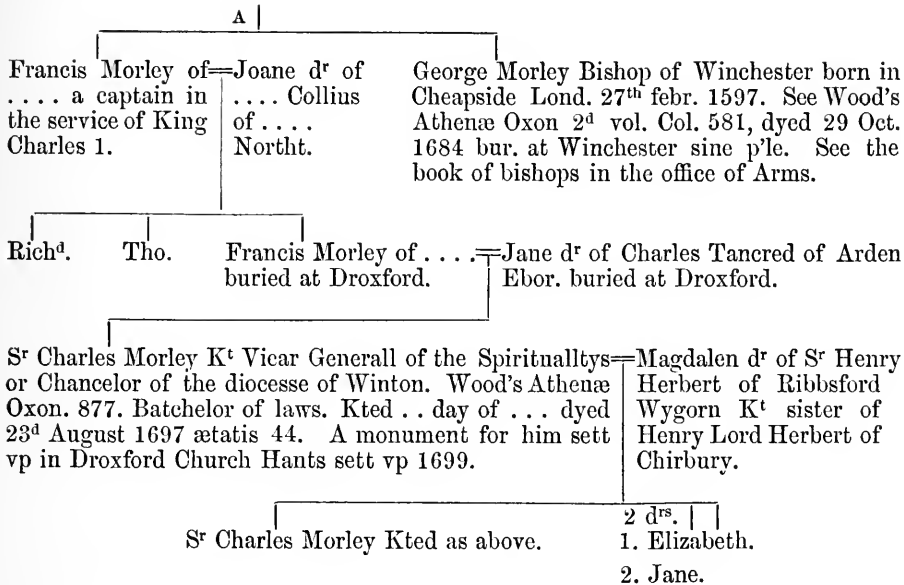 A
Francis Morley of=Joane dʳ of
. . . . a captain in
the service of King
Charles 1.
. . . . Collius
of . . . .
Northt.
George Morley Bishop of Winchester born in
Cheapside Lond. 27ᵗʰ febr. 1597. See Wood's
Athenæ Oxon 2ᵈ vol. Col. 581, dyed 29 Oct.
1684 bur. at Winchester sine p'le. See the
book of bishops in the office of Arms.
Richᵈ.
Tho.
Francis Morley of . . . .=Jane dʳ of Charles Tancred of Arden
buried at Droxford.
Ebor. buried at Droxford.
Sʳ Charles Morley Kᵗ Vicar Generall of the Spiritualltys=Magdalen dʳ of Sʳ Henry
or Chancelor of the diocesse of Winton. Wood's Athenæ
Oxon. 877. Batchelor of laws. Kted . . day of . . . dyed
23ᵈ August 1697 ætatis 44. A monument for him sett
vp in Droxford Church Hants sett vp 1699.
Herbert of Ribbsford
Wygorn Kᵗ sister of
Henry Lord Herbert of
Chirbury.
Sʳ Charles Morley Kted as above.
2 dʳˢ.
1. Elizabeth.
2. Jane.